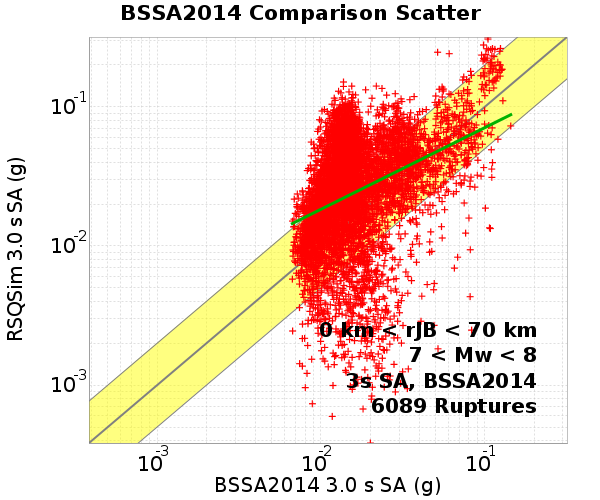 BSSA2014 Comparison Scatter
RSQSim 3.0 s SA (g)
10^-1
10^-2
10^-3
0 km < rJB < 70 km
7 < Mw < 8
3s SA, BSSA2014
6089 Ruptures
10^-3 10^-2 10^-1
BSSA2014 3.0 s SA (g)